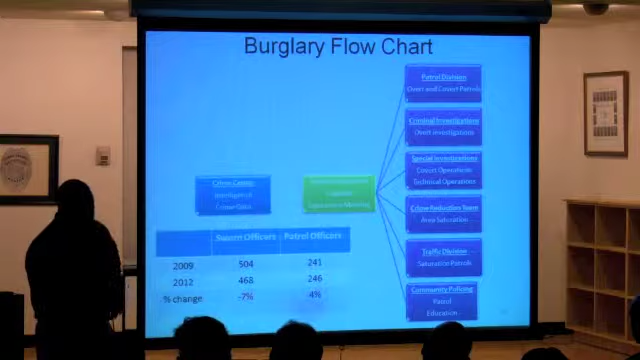 Burglary Flow Chart
Patrol Division
Overt and Covert Patrols
Criminal Investigations
Overt Investigations
Special Investigations
Covert Operations
Technical Operations
Crime Reduction Team
Area Saturation
Traffic Division
Saturation Patrols
Community Policing
Patrol
Education
Crime Center
Intelligence
Crime Data
Sworn Officers Patrol Officers
2009 504 241
2012 468 246
% change -7% 4%